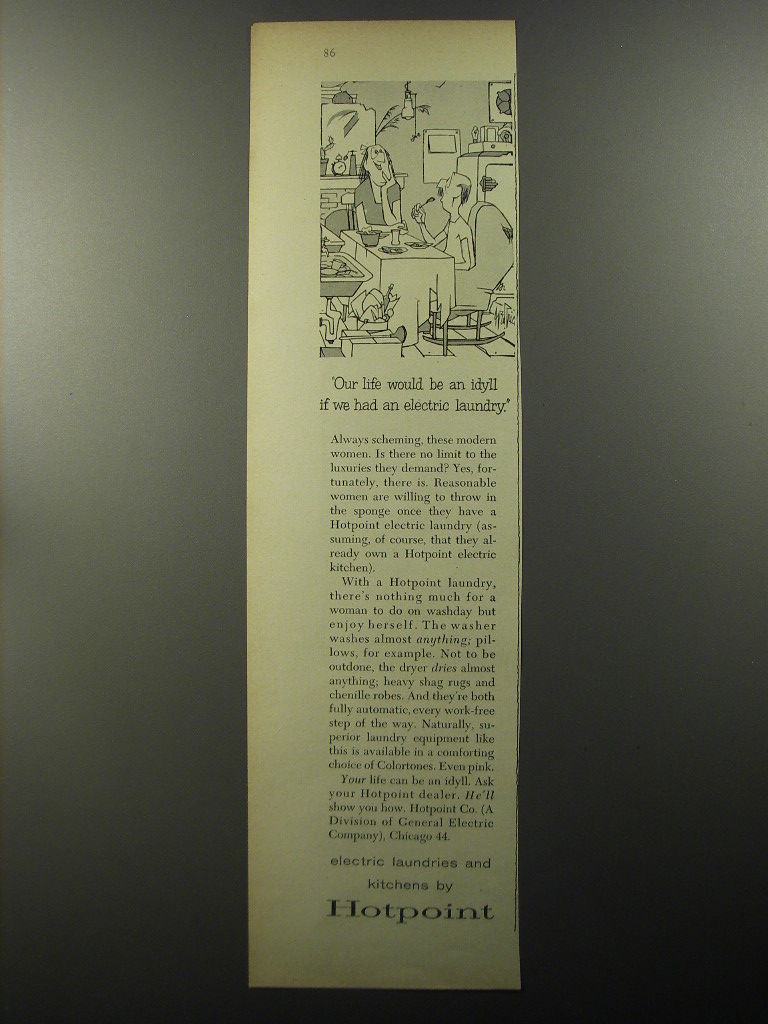 86
"Our life would be an idyll
if we had an electric laundry."
Always scheming, these modern
women. Is there no limit to the
luxuries they demand? Yes, for-
tunately, there is. Reasonable
women are willing to throw in
the sponge once they have a
Hotpoint electric laundry (as-
suming, of course, that they al-
ready own a Hotpoint electric
kitchen).
With a Hotpoint laundry,
there's nothing much for a
woman to do on washday but
enjoy herself. The washer
washes almost anything; pil-
lows, for example. Not to be
outdone, the dryer dries almost
anything; heavy shag rugs and
chenille robes. And they're both
fully automatic, every work-free
step of the way. Naturally, su-
perior laundry equipment like
this is available in a comforting
choice of Colortones. Even pink.
Your life can be an idyll. Ask
your Hotpoint dealer. He'll
show you how. Hotpoint Co. (A
Division of General Electric
Company), Chicago 44.
electric laundries and
kitchens by
Hotpoint